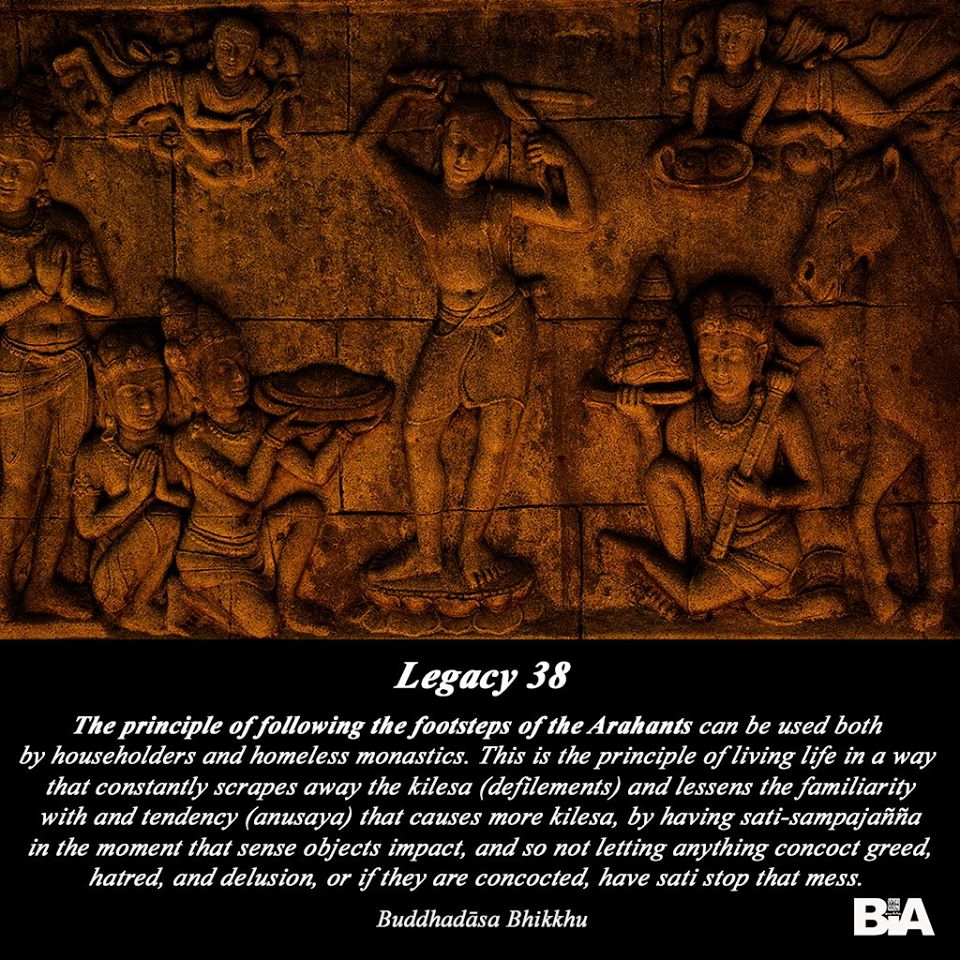 Legacy 38
The principle of following the footsteps of the Arahants can be used both
by householders and homeless monastics. This is the principle of living life in a way
that constantly scrapes away the kilesa (defilements) and lessens the familiarity
with and tendency (anusaya) that causes more kilesa, by having sati-sampajañña
in the moment that sense objects impact, and so not letting anything concoct greed,
hatred, and delusion, or if they are concocted, have sati stop that mess.
Buddhadāsa Bhikkhu
BIA